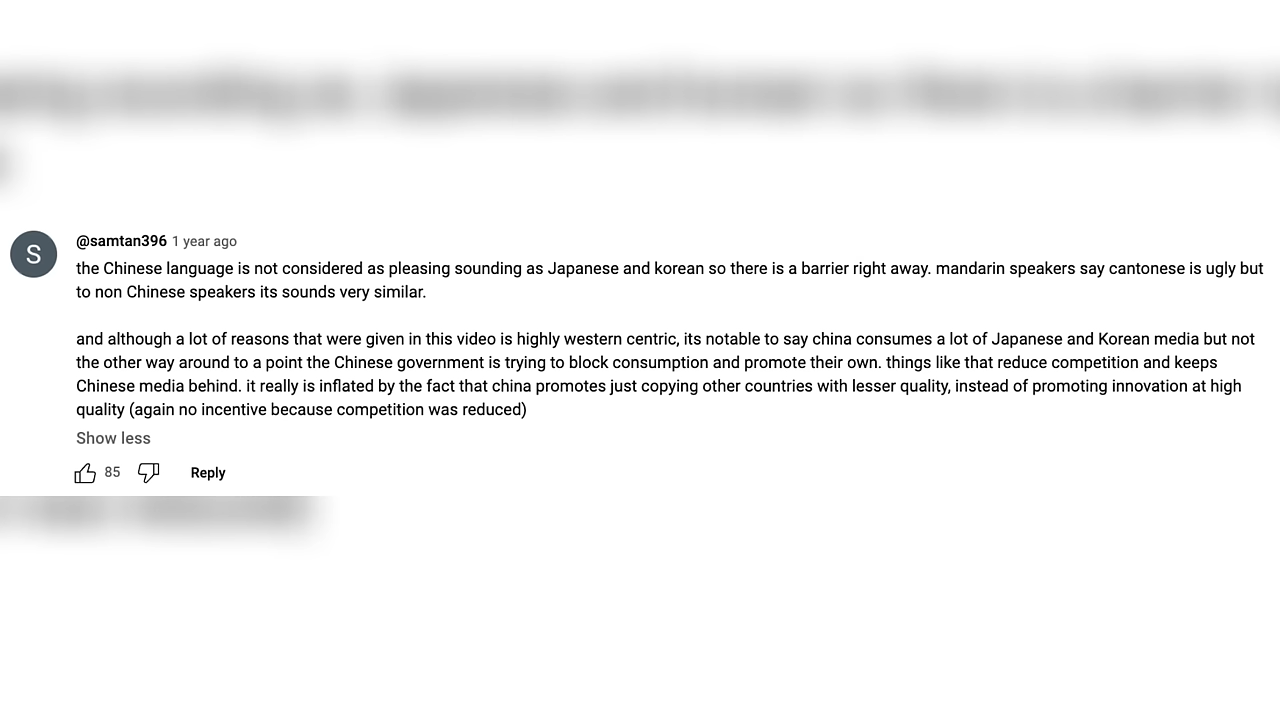 S
@samtan396 1 year ago
the Chinese language is not considered as pleasing sounding as Japanese and korean so there is a barrier right away. mandarin speakers say cantonese is ugly but
to non Chinese speakers its sounds very similar.
and although a lot of reasons that were given in this video is highly western centric, its notable to say china consumes a lot of Japanese and Korean media but not
the other way around to a point the Chinese government is trying to block consumption and promote their own. things like that reduce competition and keeps
Chinese media behind. it really is inflated by the fact that china promotes just copying other countries with lesser quality, instead of promoting innovation at high
quality (again no incentive because competition was reduced)
Show less
85 Reply